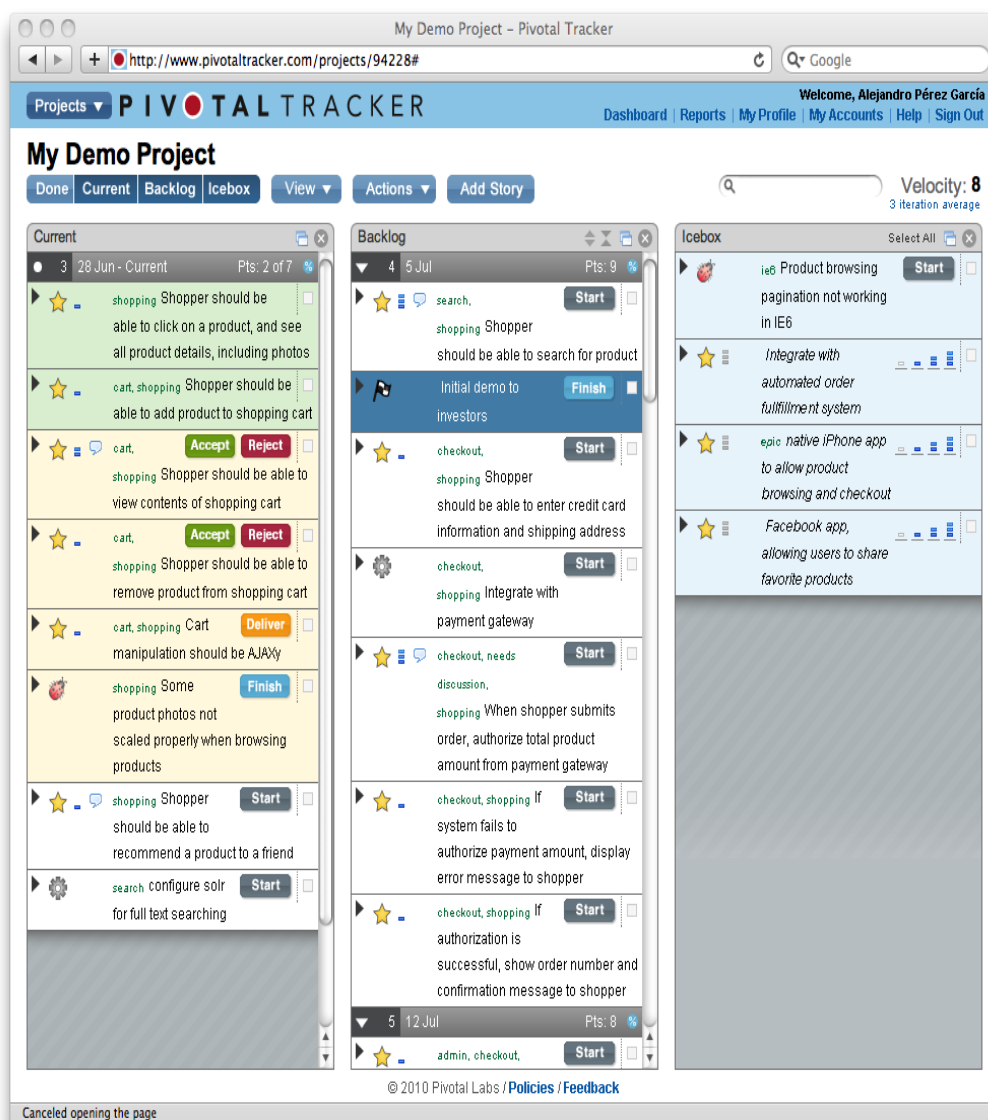 My Demo Project – Pivotal Tracker
http://www.pivotaltracker.com/projects/94228#
Google
Projects ▾ PIVOTAL TRACKER
Welcome, Alejandro Pérez García
Dashboard | Reports | My Profile | My Accounts | Help | Sign Out
My Demo Project
Done Current Backlog Icebox View ▾ Actions ▾ Add Story
Velocity: 8
3 iteration average
Current
3 28 Jun - Current Pts: 2 of 7 %
shopping Shopper should be
able to click on a product, and see
all product details, including photos
cart, shopping Shopper should be
able to add product to shopping cart
cart, Accept Reject
shopping Shopper should be able to
view contents of shopping cart
cart, Accept Reject
shopping Shopper should be able to
remove product from shopping cart
cart, shopping Cart Deliver
manipulation should be AJAXy
shopping Some Finish
product photos not
scaled properly when browsing
products
shopping Shopper Start
should be able to
recommend a product to a friend
search configure solr Start
for full text searching
Backlog
4 5 Jul Pts: 9 %
search, Start
shopping Shopper
should be able to search for product
Initial demo to Finish
investors
checkout, Start
shopping Shopper
should be able to enter credit card
information and shipping address
checkout, Start
shopping Integrate with
payment gateway
checkout, needs Start
discussion,
shopping When shopper submits
order, authorize total product
amount from payment gateway
checkout, shopping If Start
system fails to
authorize payment amount, display
error message to shopper
checkout, shopping If Start
authorization is
successful, show order number and
confirmation message to shopper
5 12 Jul Pts: 8 %
admin, checkout, Start
Icebox Select All
ie6 Product browsing Start
pagination not working
in IE6
Integrate with
automated order
fullfillment system
epic native iPhone app
to allow product
browsing and checkout
Facebook app,
allowing users to share
favorite products
© 2010 Pivotal Labs / Policies / Feedback
Canceled opening the page